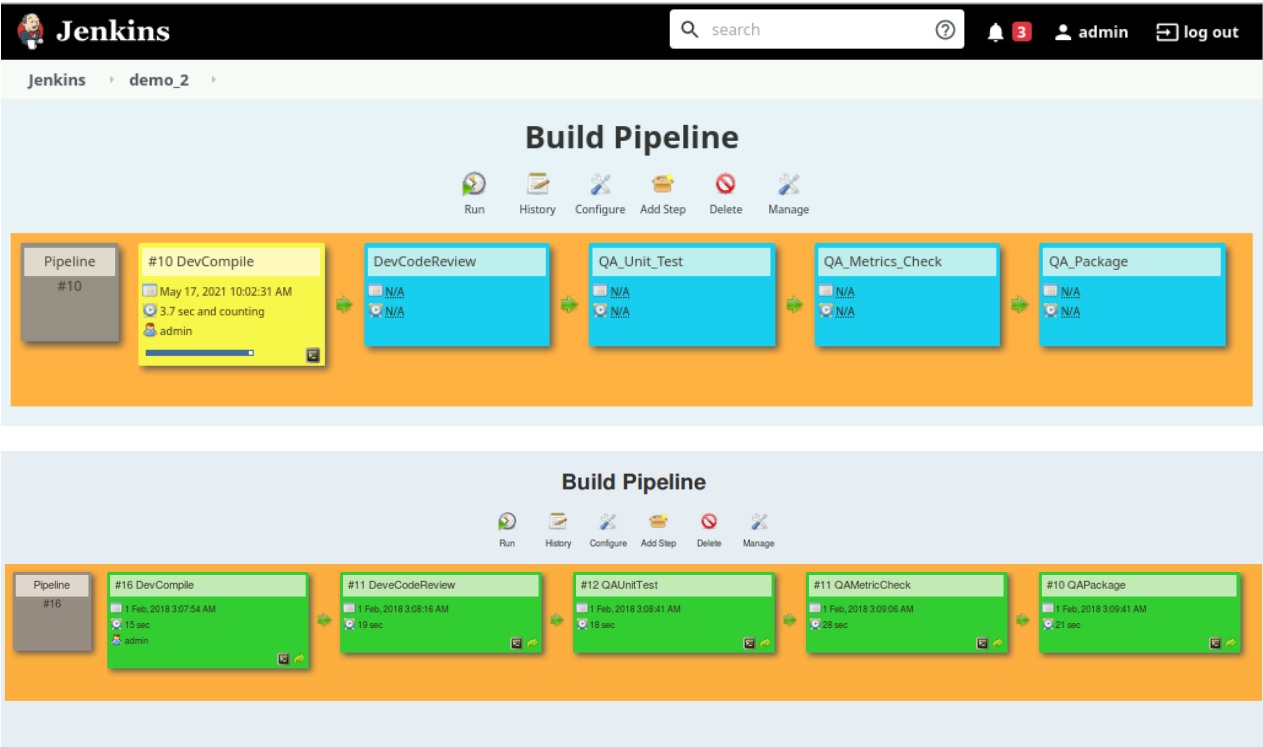 Jenkins search 3 admin log out
Jenkins demo_2
Build Pipeline
Run History Configure Add Step Delete Manage
Pipeline #10 DevCompile DevCodeReview QA_Unit_Test QA_Metrics_Check QA_Package
#10 May 17, 2021 10:02:31 AM N/A N/A N/A N/A
3.7 sec and counting N/A N/A N/A N/A
admin
Build Pipeline
Run History Configure Add Step Delete Manage
Pipeline #16 DevCompile #11 DeveCodeReview #12 QAUnitTest #11 QAMetricCheck #10 QAPackage
#16 1 Feb, 2018 3:07:54 AM 1 Feb, 2018 3:08:16 AM 1 Feb, 2018 3:08:41 AM 1 Feb, 2018 3:09:06 AM 1 Feb, 2018 3:09:41 AM
15 sec 19 sec 18 sec 28 sec 21 sec
admin